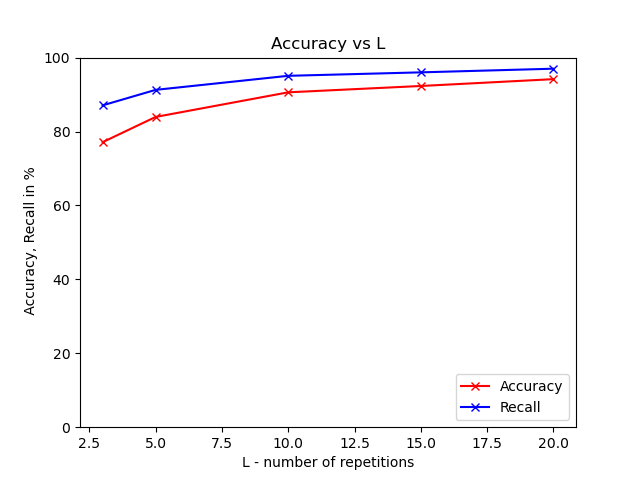 Accuracy vs L
100
80
60
40
20
0
Accuracy, Recall in %
Accuracy
Recall
2.5 5.0 7.5 10.0 12.5 15.0 17.5 20.0
L - number of repetitions